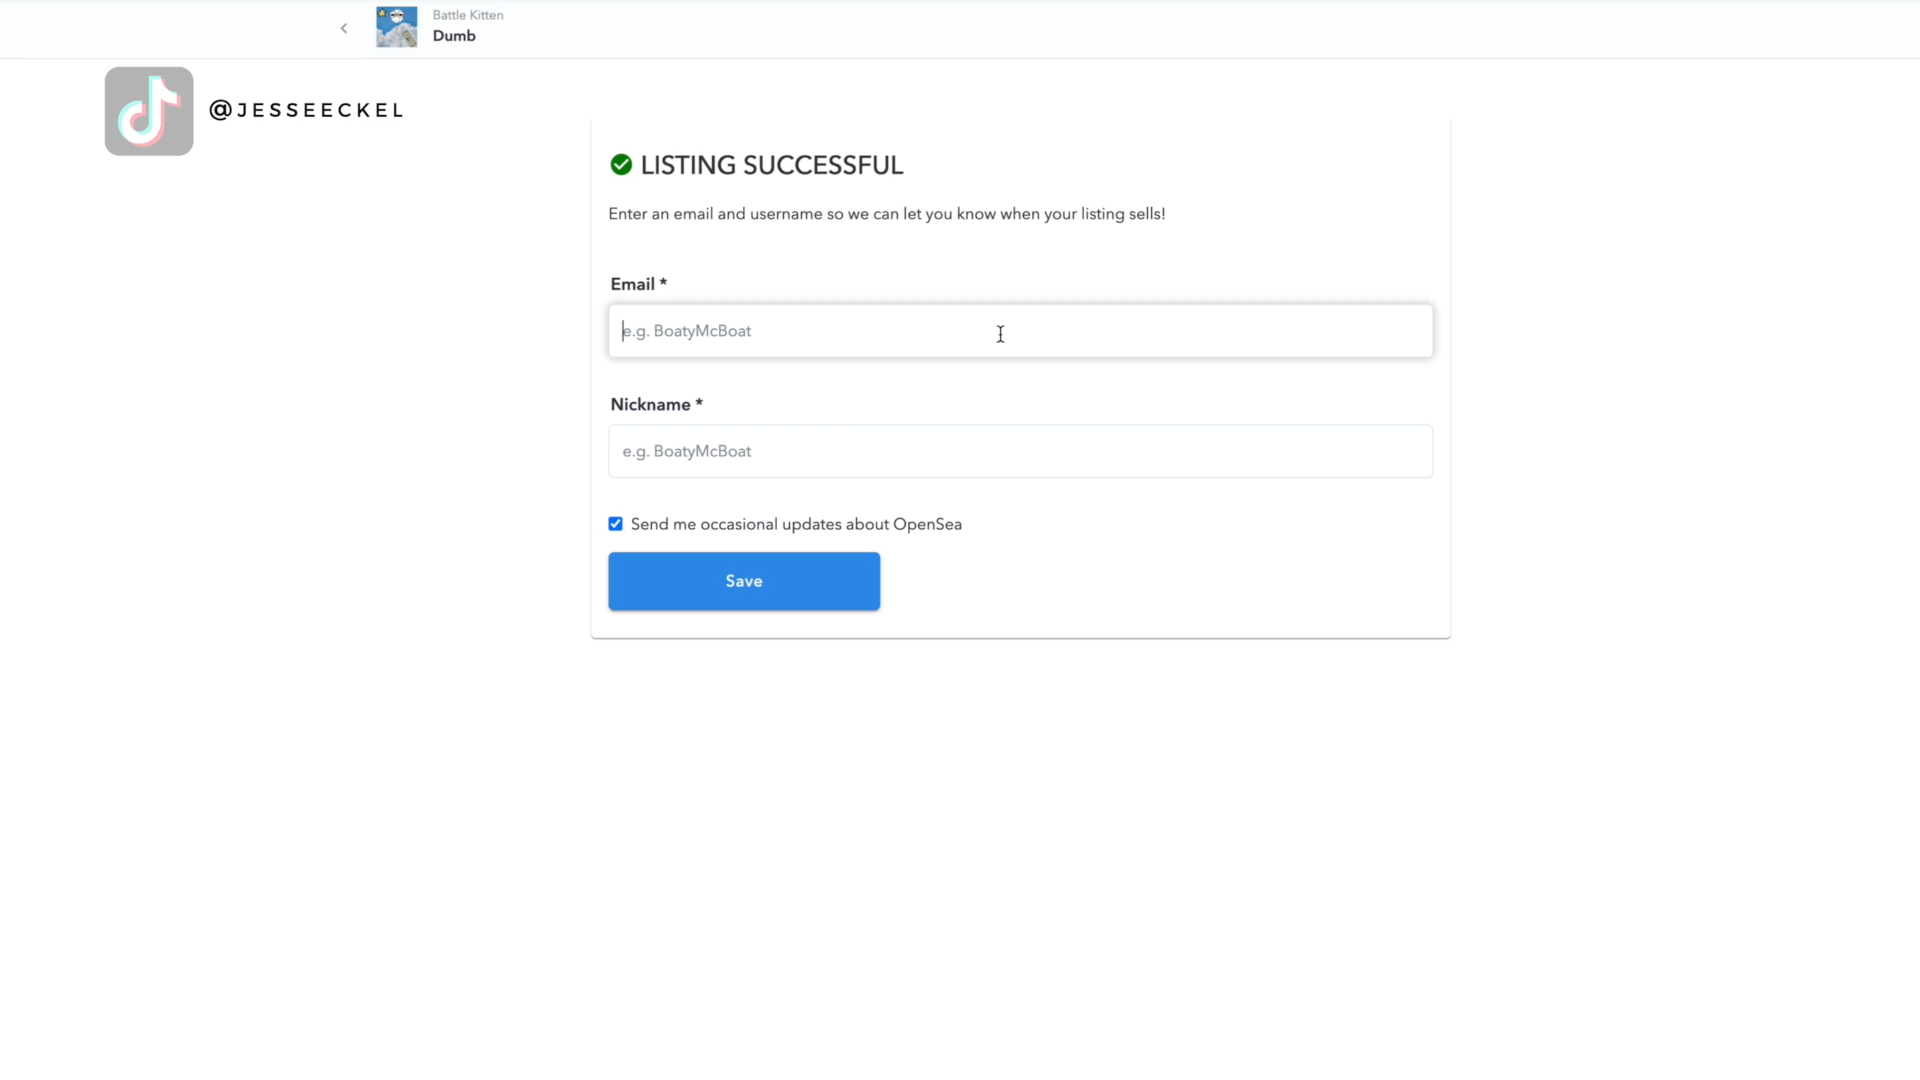 Battle Kitten
Dumb
@JESSEECKEL
LISTING SUCCESSFUL
Enter an email and username so we can let you know when your listing sells!
Email *
e.g. BoatyMcBoat
Nickname *
e.g. BoatyMcBoat
Send me occasional updates about OpenSea
Save